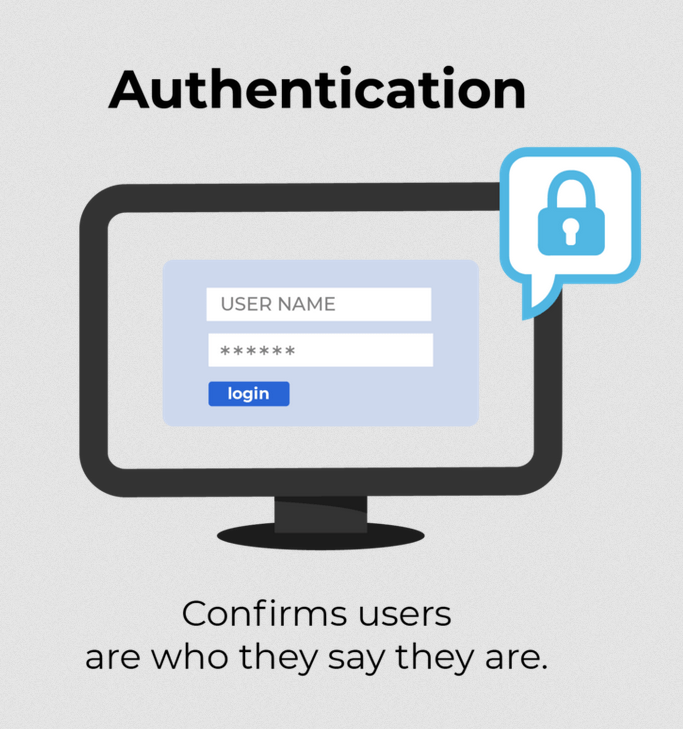 Authentication
USER NAME
******
login
Confirms users
are who they say they are.